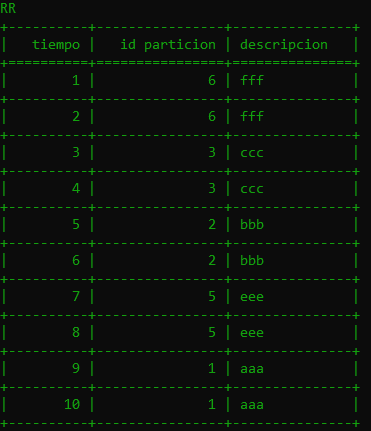 RR
+----------+----------------+---------------+
|   tiempo |   id particion | descripcion   |
+==========+================+===============+
|        1 |              6 | fff           |
+----------+----------------+---------------+
|        2 |              6 | fff           |
+----------+----------------+---------------+
|        3 |              3 | ccc           |
+----------+----------------+---------------+
|        4 |              3 | ccc           |
+----------+----------------+---------------+
|        5 |              2 | bbb           |
+----------+----------------+---------------+
|        6 |              2 | bbb           |
+----------+----------------+---------------+
|        7 |              5 | eee           |
+----------+----------------+---------------+
|        8 |              5 | eee           |
+----------+----------------+---------------+
|        9 |              1 | aaa           |
+----------+----------------+---------------+
|       10 |              1 | aaa           |
+----------+----------------+---------------+